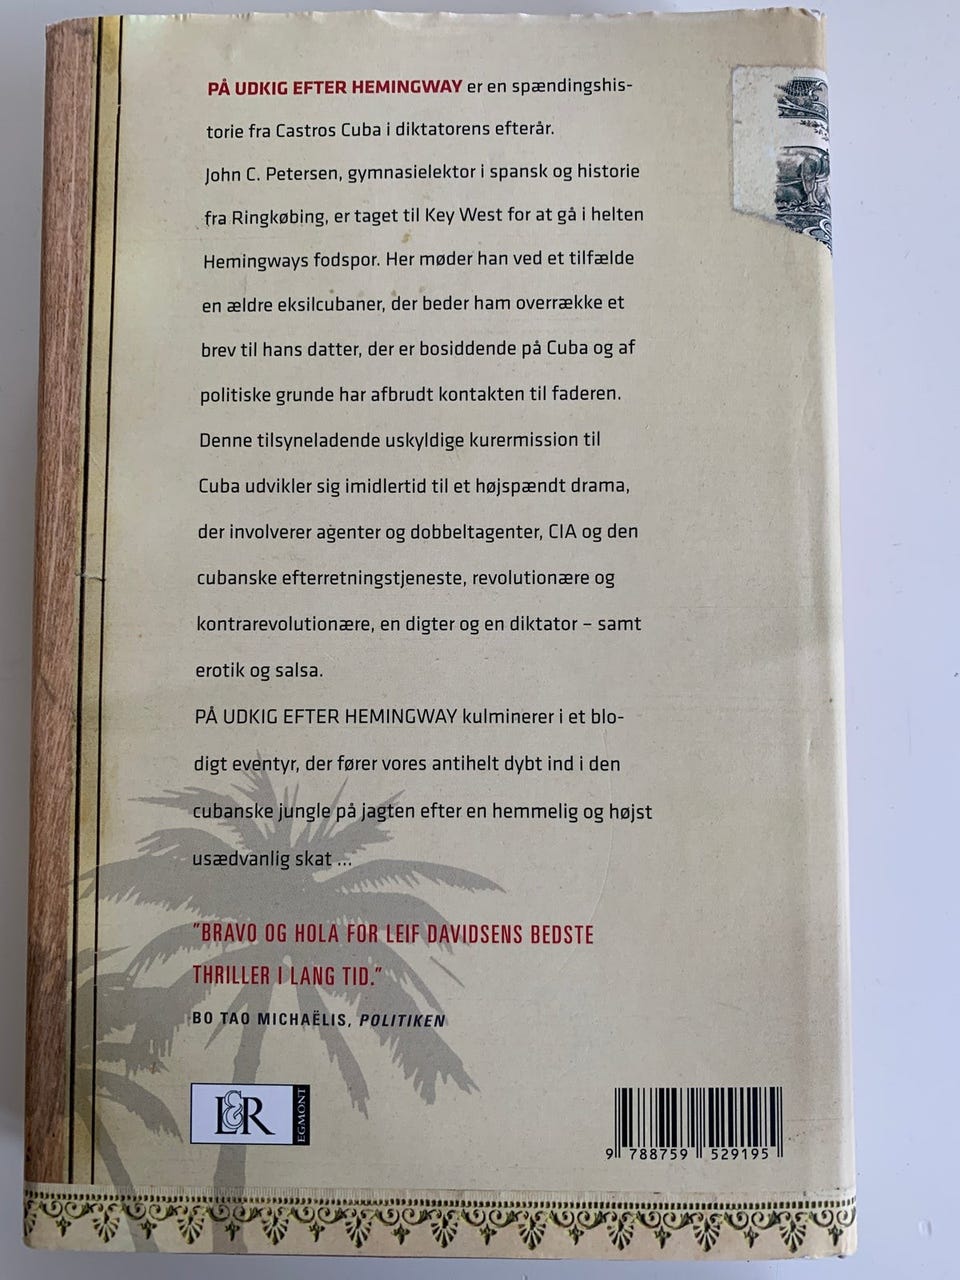 PÅ UDKIG EFTER HEMINGWAY er en spændingshis-
torie fra Castros Cuba i diktatorens efterår.
John C. Petersen, gymnasielektor i spansk og historie
fra Ringkøbing, er taget til Key West for at gå i helten
Hemingways fodspor. Her møder han ved et tilfælde
en ældre eksilcubaner, der beder ham overrække et
brev til hans datter, der er bosiddende på Cuba og af
politiske grunde har afbrudt kontakten til faderen.
Denne tilsyneladende uskyldige kurermission til
Cuba udvikler sig imidlertid til et højspændt drama,
der involverer agenter og dobbeltagenter, CIA og den
cubanske efterretningstjeneste, revolutionære og
kontrarevolutionære, en digter og en diktator – samt
erotik og salsa.
PÅ UDKIG EFTER HEMINGWAY kulminerer i et blo-
digt eventyr, der fører vores antihelt dybt ind i den
cubanske jungle på jagten efter en hemmelig og højst
usædvanlig skat ...
"BRAVO OG HOLA FOR LEIF DAVIDSENS BEDSTE
THRILLER I LANG TID."
BO TAO MICHAËLIS, POLITIKEN
L&R
EGMONT
9 788759 529195